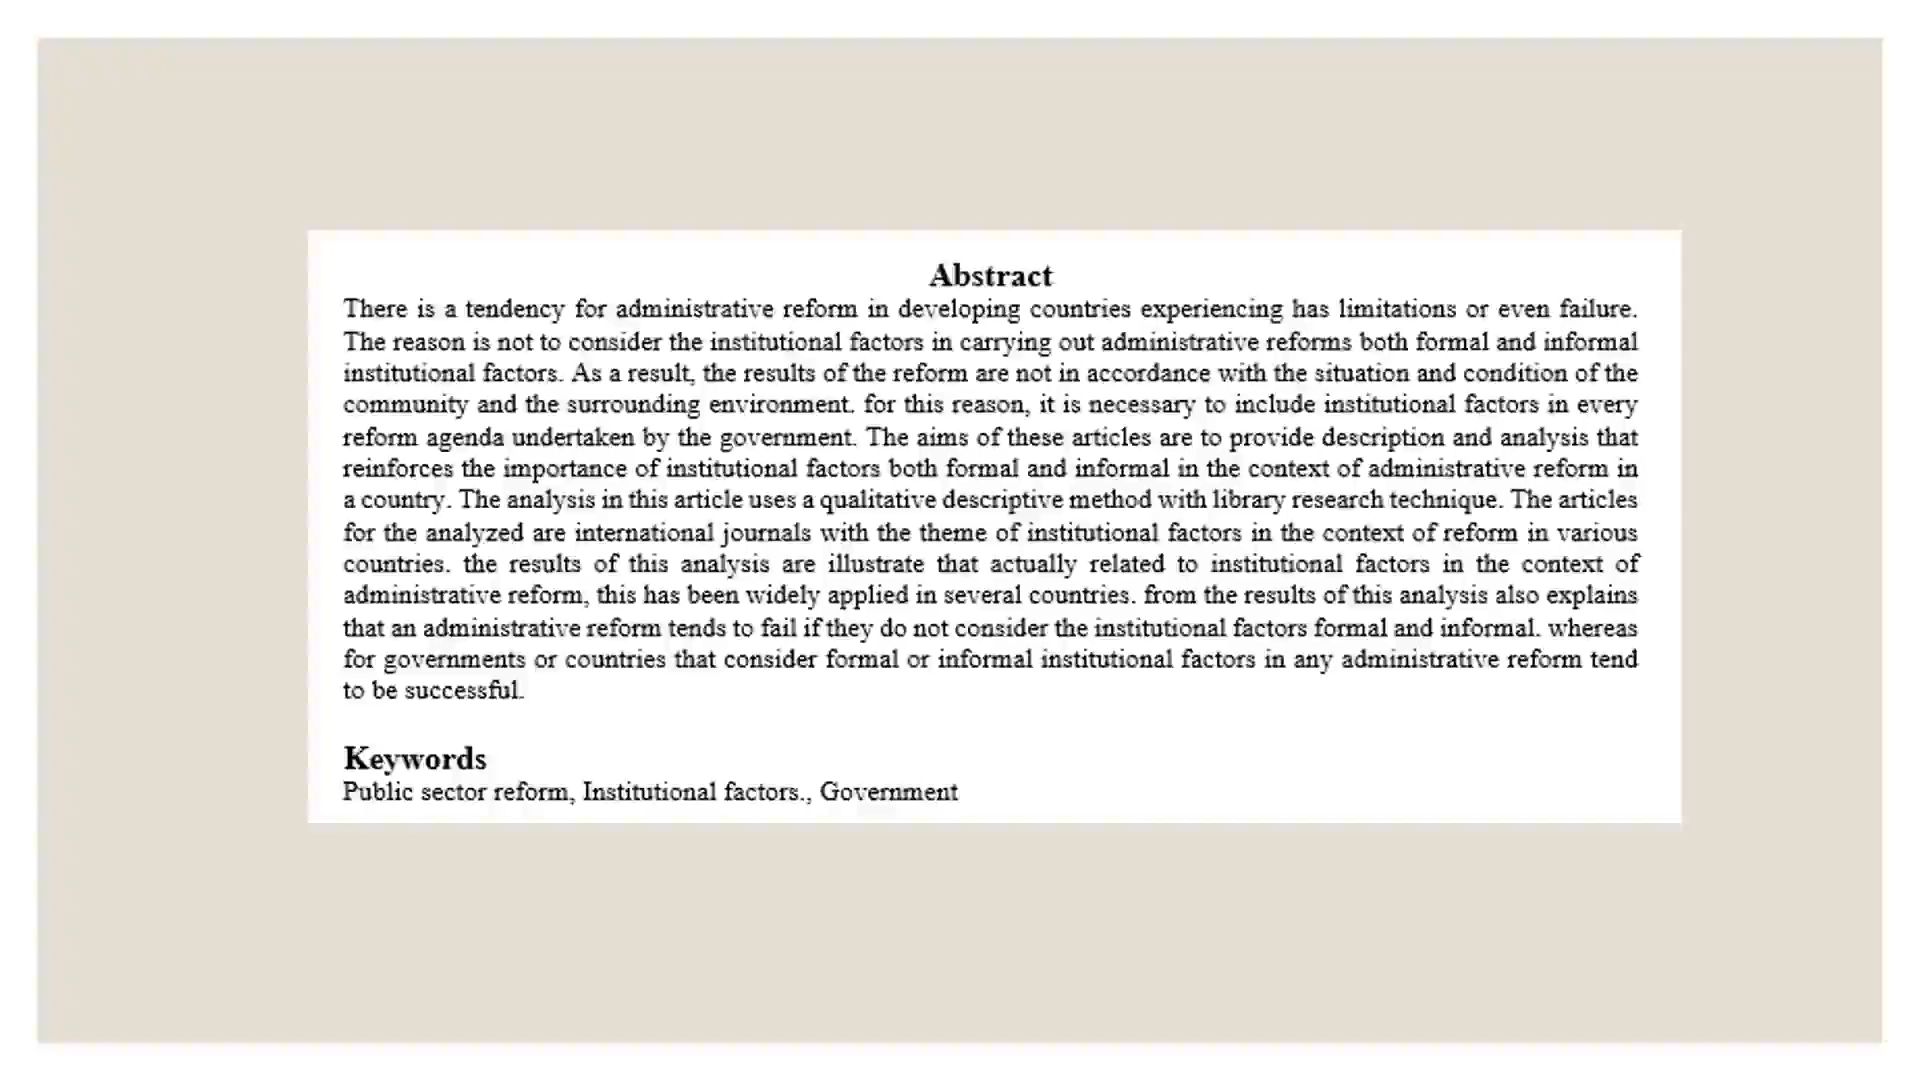 Abstract
There is a tendency for administrative reform in developing countries experiencing has limitations or even failure.
The reason is not to consider the institutional factors in carrying out administrative reforms both formal and informal
institutional factors. As a result, the results of the reform are not in accordance with the situation and condition of the
community and the surrounding environment. for this reason, it is necessary to include institutional factors in every
reform agenda undertaken by the government. The aims of these articles are to provide description and analysis that
reinforces the importance of institutional factors both formal and informal in the context of administrative reform in
a country. The analysis in this article uses a qualitative descriptive method with library research technique. The articles
for the analyzed are international journals with the theme of institutional factors in the context of reform in various
countries. the results of this analysis are illustrate that actually related to institutional factors in the context of
administrative reform, this has been widely applied in several countries. from the results of this analysis also explains
that an administrative reform tends to fail if they do not consider the institutional factors formal and informal. whereas
for governments or countries that consider formal or informal institutional factors in any administrative reform tend
to be successful.
Keywords
Public sector reform, Institutional factors., Government